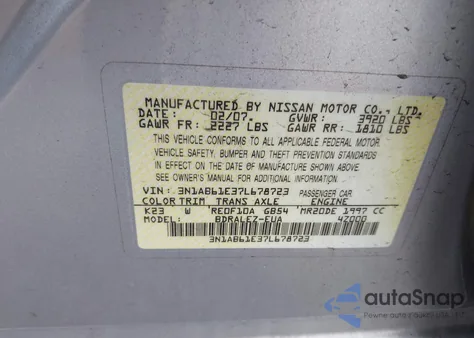 MANUFACTURED BY NISSAN MOTOR CO., LTD.
DATE: 02/07. GVWR: 3920 LBS
GAWR FR: 2227 LBS GAWR RR: 1810 LBS
THIS VEHICLE CONFORMS TO ALL APPLICABLE FEDERAL MOTOR
VEHICLE SAFETY, BUMPER AND THEFT PREVENTION STANDARDS
IN EFFECT ON THE DATE OF MANUFACTURE SHOWN ABOVE.
SEE OWNER'S MANUAL FOR ADDITIONAL INFORMATION
VIN: 3N1AB61E37L678723 PASSENGER CAR
COLOR TRIM TRANS AXLE ENGINE
K23 W RE0F10A GB54 MR20DE 1997 CC
MODEL: BDRALEZ-EUA 4Z000
3N1AB61E37L678723
autoSnap